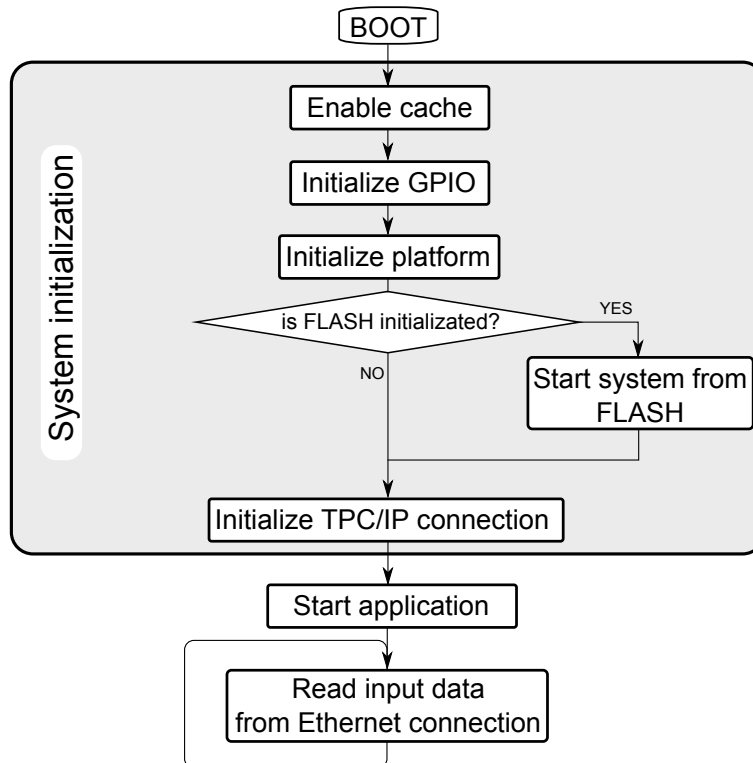 BOOT
System initialization
Enable cache
Initialize GPIO
Initialize platform
is FLASH initializated?
YES
NO
Start system from
FLASH
Initialize TPC/IP connection
Start application
Read input data
from Ethernet connection